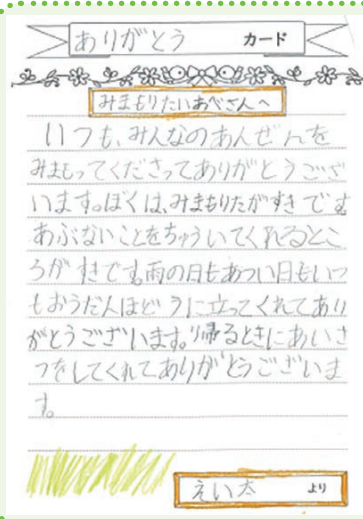 ありがとう カード
みまもりたいあべさんへ
いつも、みんなのあんぜんを
みまもってくださってありがとうござ
います。ぼくは、みまもりたがすきです。
あぶないことをちゅういてくれるとこ
ろがすきです。雨の日もあつい日もいつ
もおうだんほどうに立ってくれてあり
がとうございます。帰るときにあいさ
つをしてくれてありがとうございま
す。
えい太 より